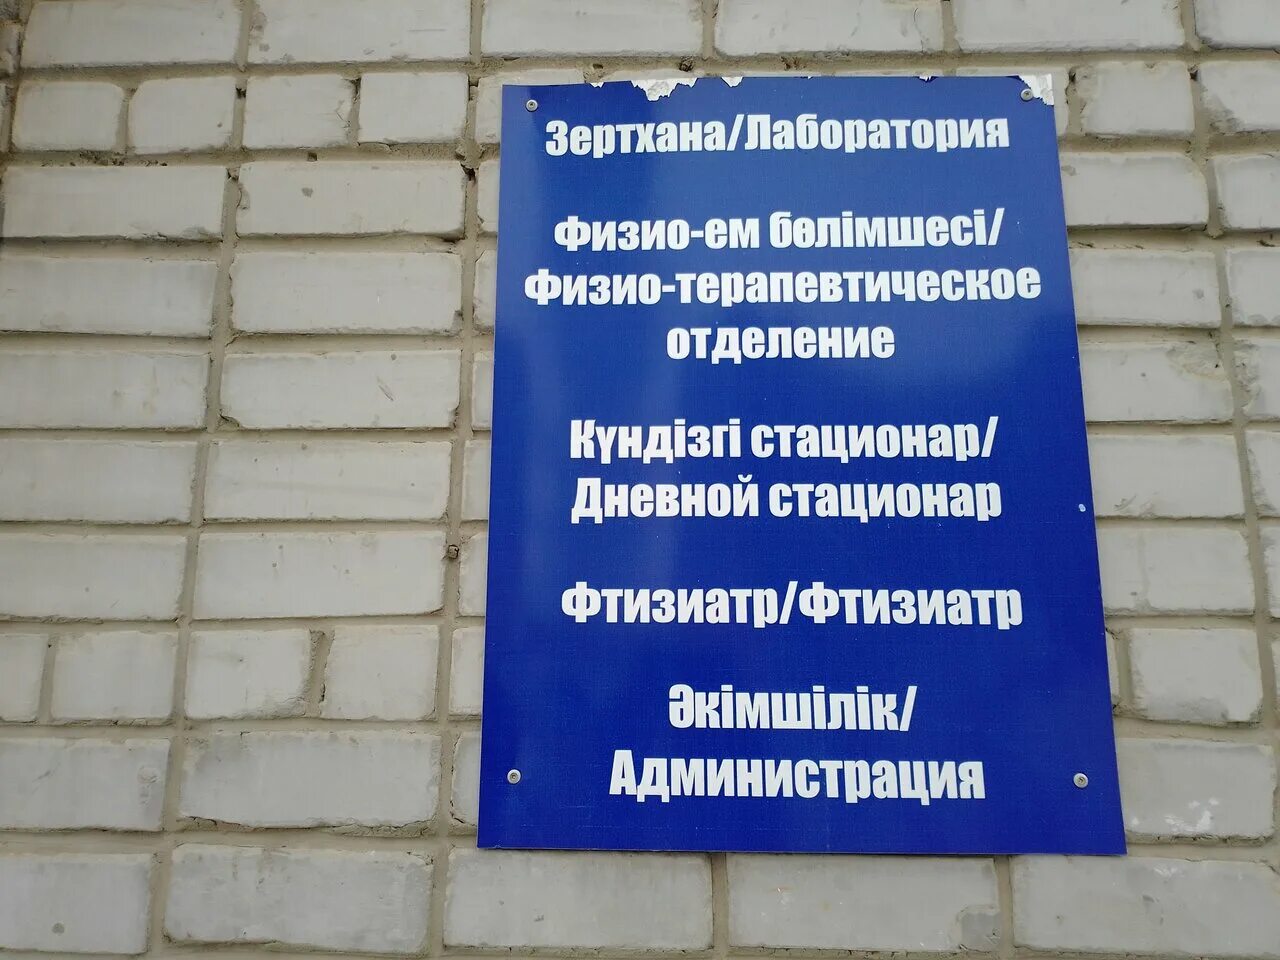 Зертхана/Лаборатория
Физио-ем бөлімшесі/
Физио-терапевтическое
отделение
Күндізгі стационар/
Дневной стационар
Фтизиатр/Фтизиатр
Әкімшілік/
Администрация